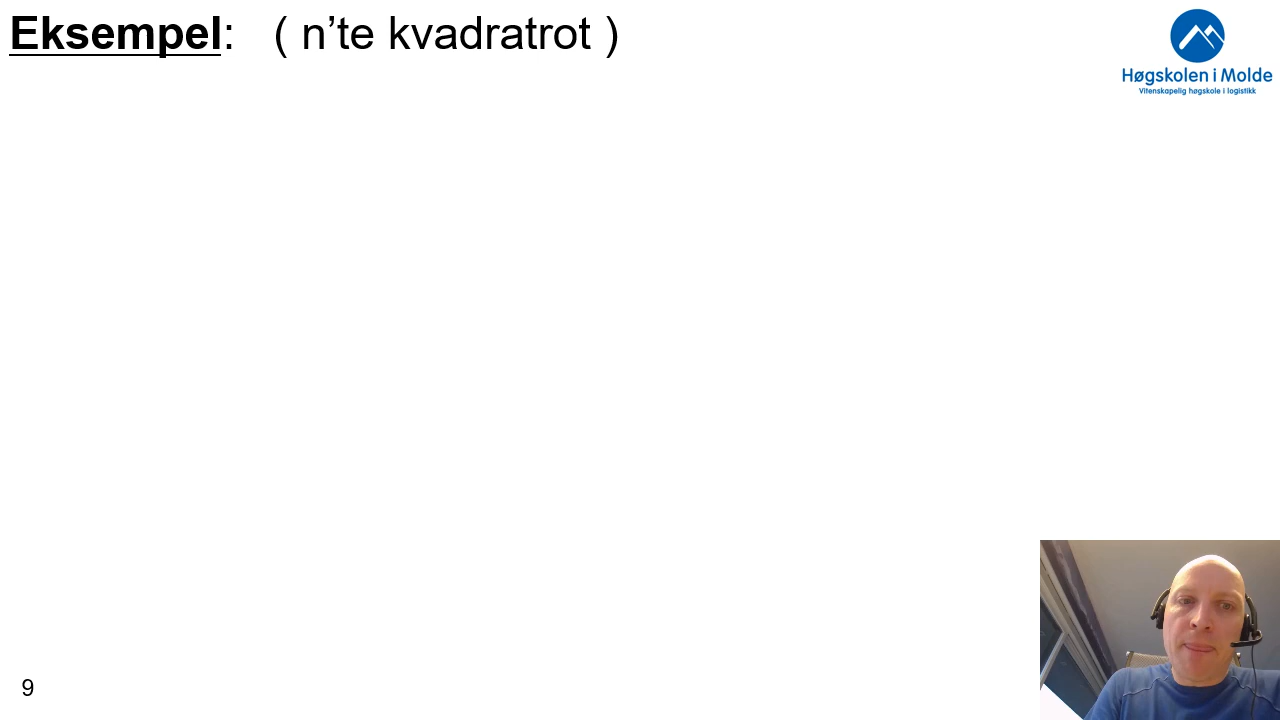 Eksempel: ( n’te kvadratrot )
Høgskolen i Molde
Vitenskapelig høgskole i logistikk
9